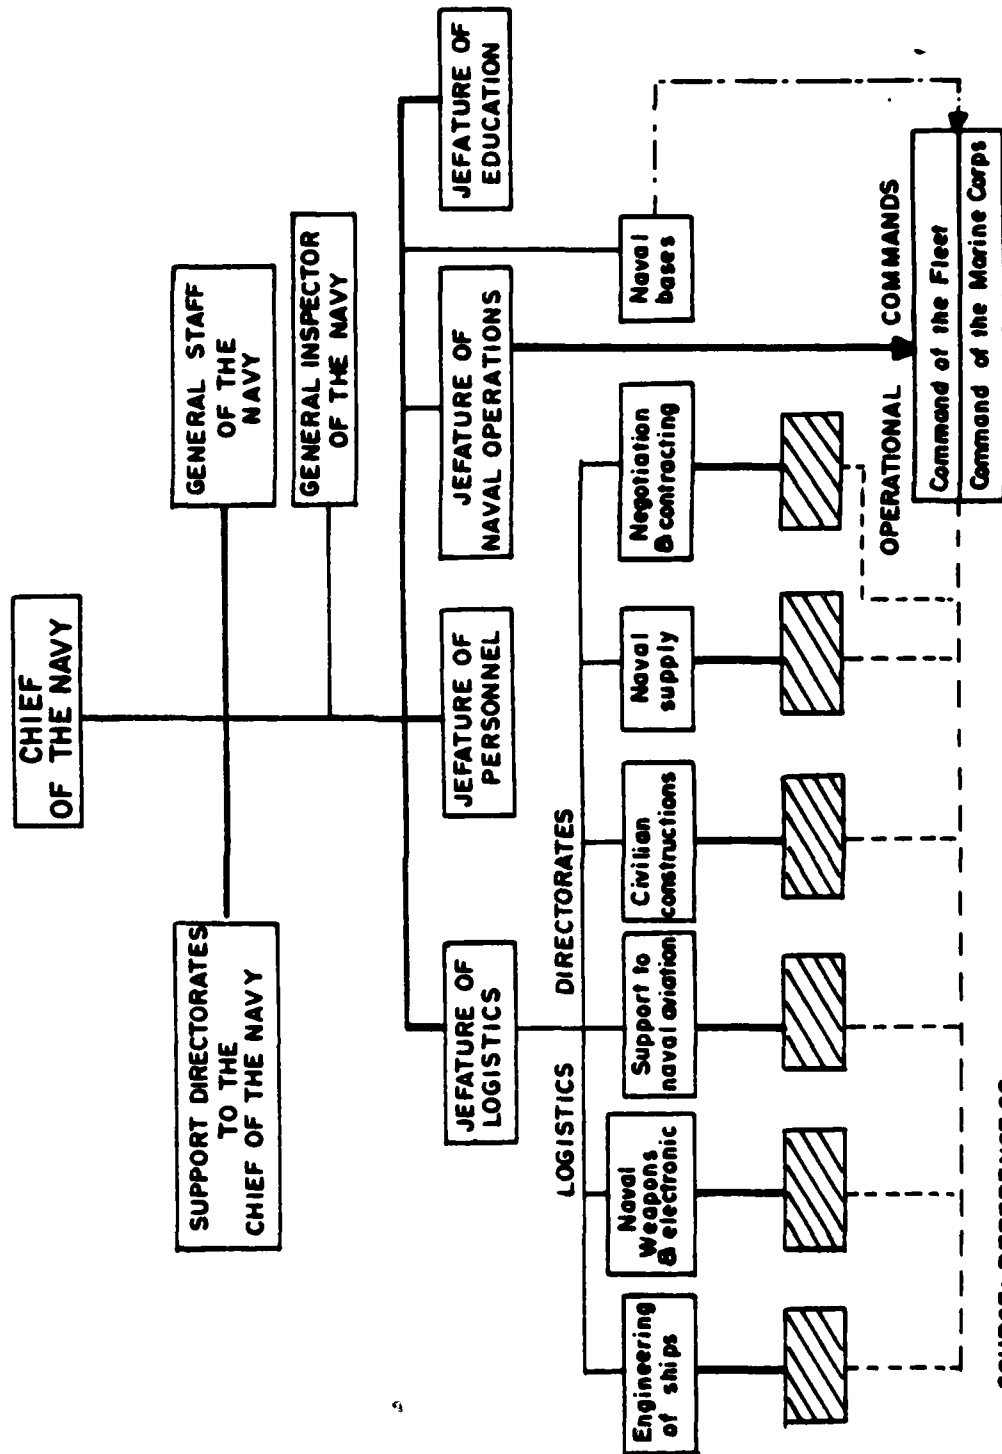 CHIEF
OF THE NAVY
SUPPORT DIRECTORATES
TO THE
CHIEF OF THE NAVY
GENERAL STAFF
OF THE
NAVY
GENERAL INSPECTOR
OF THE NAVY
JEFATURE OF
LOGISTICS
JEFATURE OF
PERSONNEL
JEFATURE OF
NAVAL OPERATIONS
JEFATURE OF
EDUCATION
LOGISTICS DIRECTORATES
Engineering
of ships
Naval
Weapons
& electronic
Support to
naval aviation
Civilian
constructions
Naval
supply
Negotiation
& contracting
Naval
bases
OPERATIONAL COMMANDS
Command of the Fleet
Command of the Marine Corps